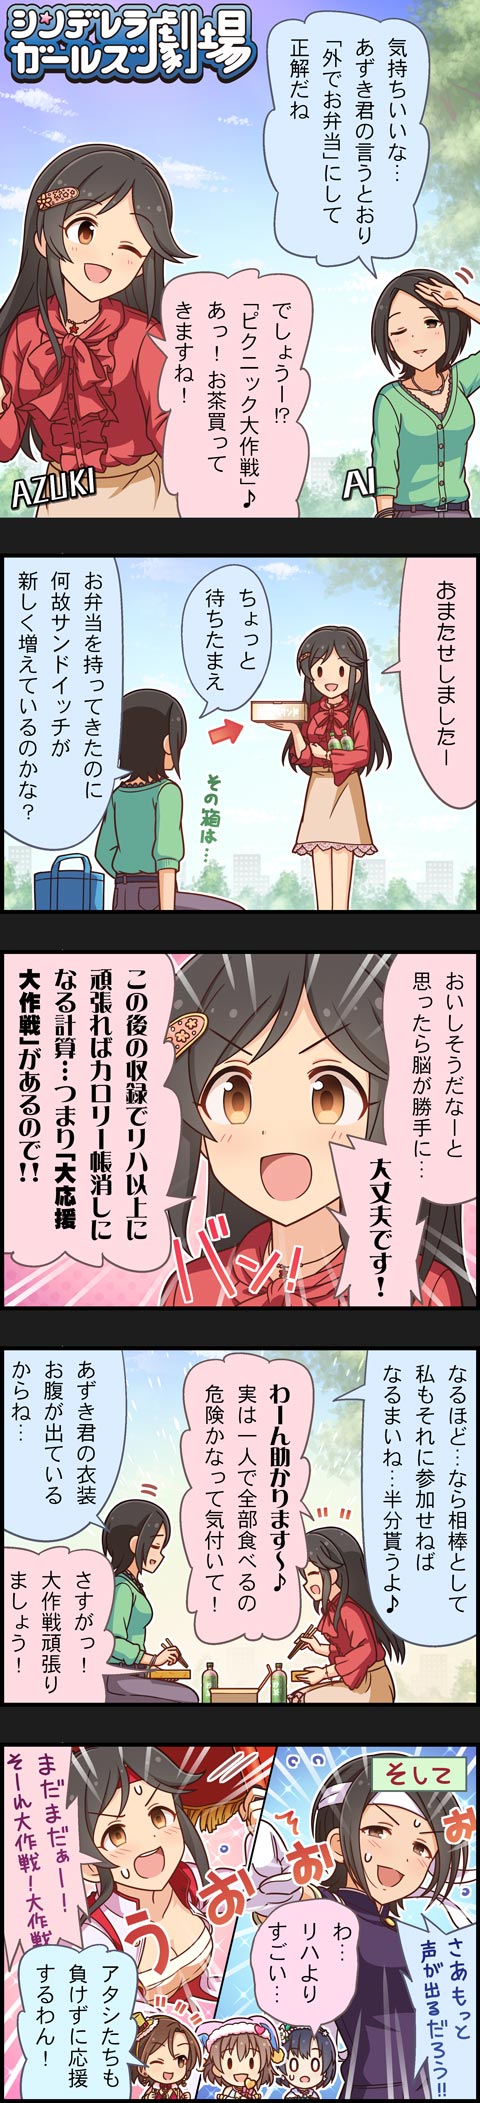 シンデレラ
ガールズ劇場
気持ちいいな…
あずき君の言うとおり
「外でお弁当」にして
正解だね
でしょうー!?
「ピクニック大作戦」♪
あっ！お茶買って
きますね！
AZUKI
AI
おまたせしましたー
ちょっと
待ちたまえ
その箱は…
お弁当を持ってきたのに
何故サンドイッチが
新しく増えているのかな？
おいしそうだなーと
思ったら脳が勝手に…
大丈夫です！
バンッ！
この後の収録でリハ以上に
頑張ればカロリー帳消しに
なる計算…つまり「大応援
大作戦」があるので!!
なるほど…なら相棒として
私もそれに参加せねば
なるまいね…半分貰うよ♪
わーん助かります〜♪
実は一人で全部食べるの
危険かなって気付いて！
あずき君の衣装
お腹が出ている
からね…
さすがっ！
大作戦頑張り
ましょう！
そして
おおおうっ
さあもっと
声が出るだろう!!
わ…
リハより
すごい…
まだまだぁーー！
そーれ大作戦！大作戦
アタシたちも
負けずに応援
するわん！